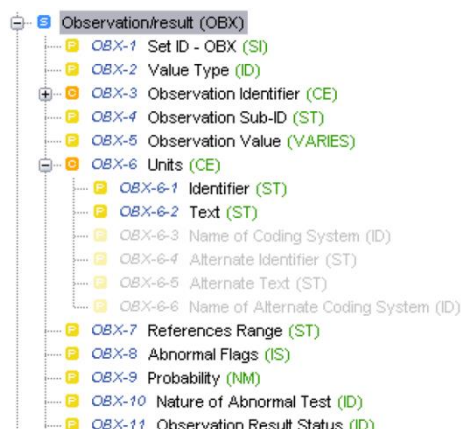 S Observation/result (OBX)
P OBX-1 Set ID - OBX (SI)
P OBX-2 Value Type (ID)
C OBX-3 Observation Identifier (CE)
P OBX-4 Observation Sub-ID (ST)
P OBX-5 Observation Value (VARIES)
C OBX-6 Units (CE)
P OBX-6-1 Identifier (ST)
P OBX-6-2 Text (ST)
P OBX-6-3 Name of Coding System (ID)
P OBX-6-4 Alternate Identifier (ST)
P OBX-6-5 Alternate Text (ST)
P OBX-6-6 Name of Alternate Coding System (ID)
P OBX-7 References Range (ST)
P OBX-8 Abnormal Flags (IS)
P OBX-9 Probability (NM)
P OBX-10 Nature of Abnormal Test (ID)
P OBX-11 Observation Result Status (ID)